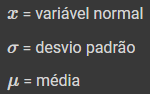 x = variável normal
σ = desvio padrão
μ = média